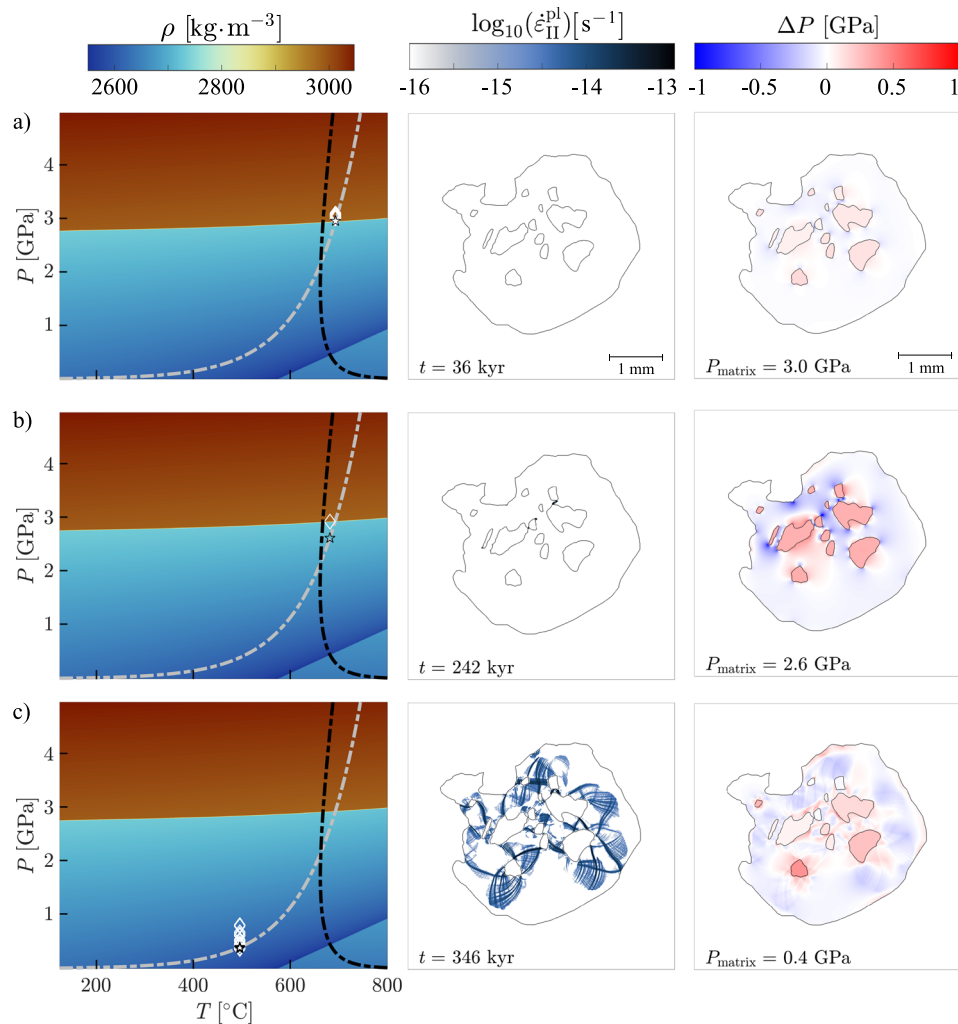 ρ [kg·m⁻³]
log₁₀(ε̇ᴵᴵᵖˡ)[s⁻¹]
ΔP [GPa]
2600 2800 3000
-16 -15 -14 -13
-1 -0.5 0 0.5 1
a)
P [GPa]
4
3
2
1
t = 36 kyr
1 mm
P_matrix = 3.0 GPa
1 mm
b)
P [GPa]
4
3
2
1
t = 242 kyr
P_matrix = 2.6 GPa
c)
P [GPa]
4
3
2
1
t = 346 kyr
P_matrix = 0.4 GPa
200 400 600 800
T [°C]